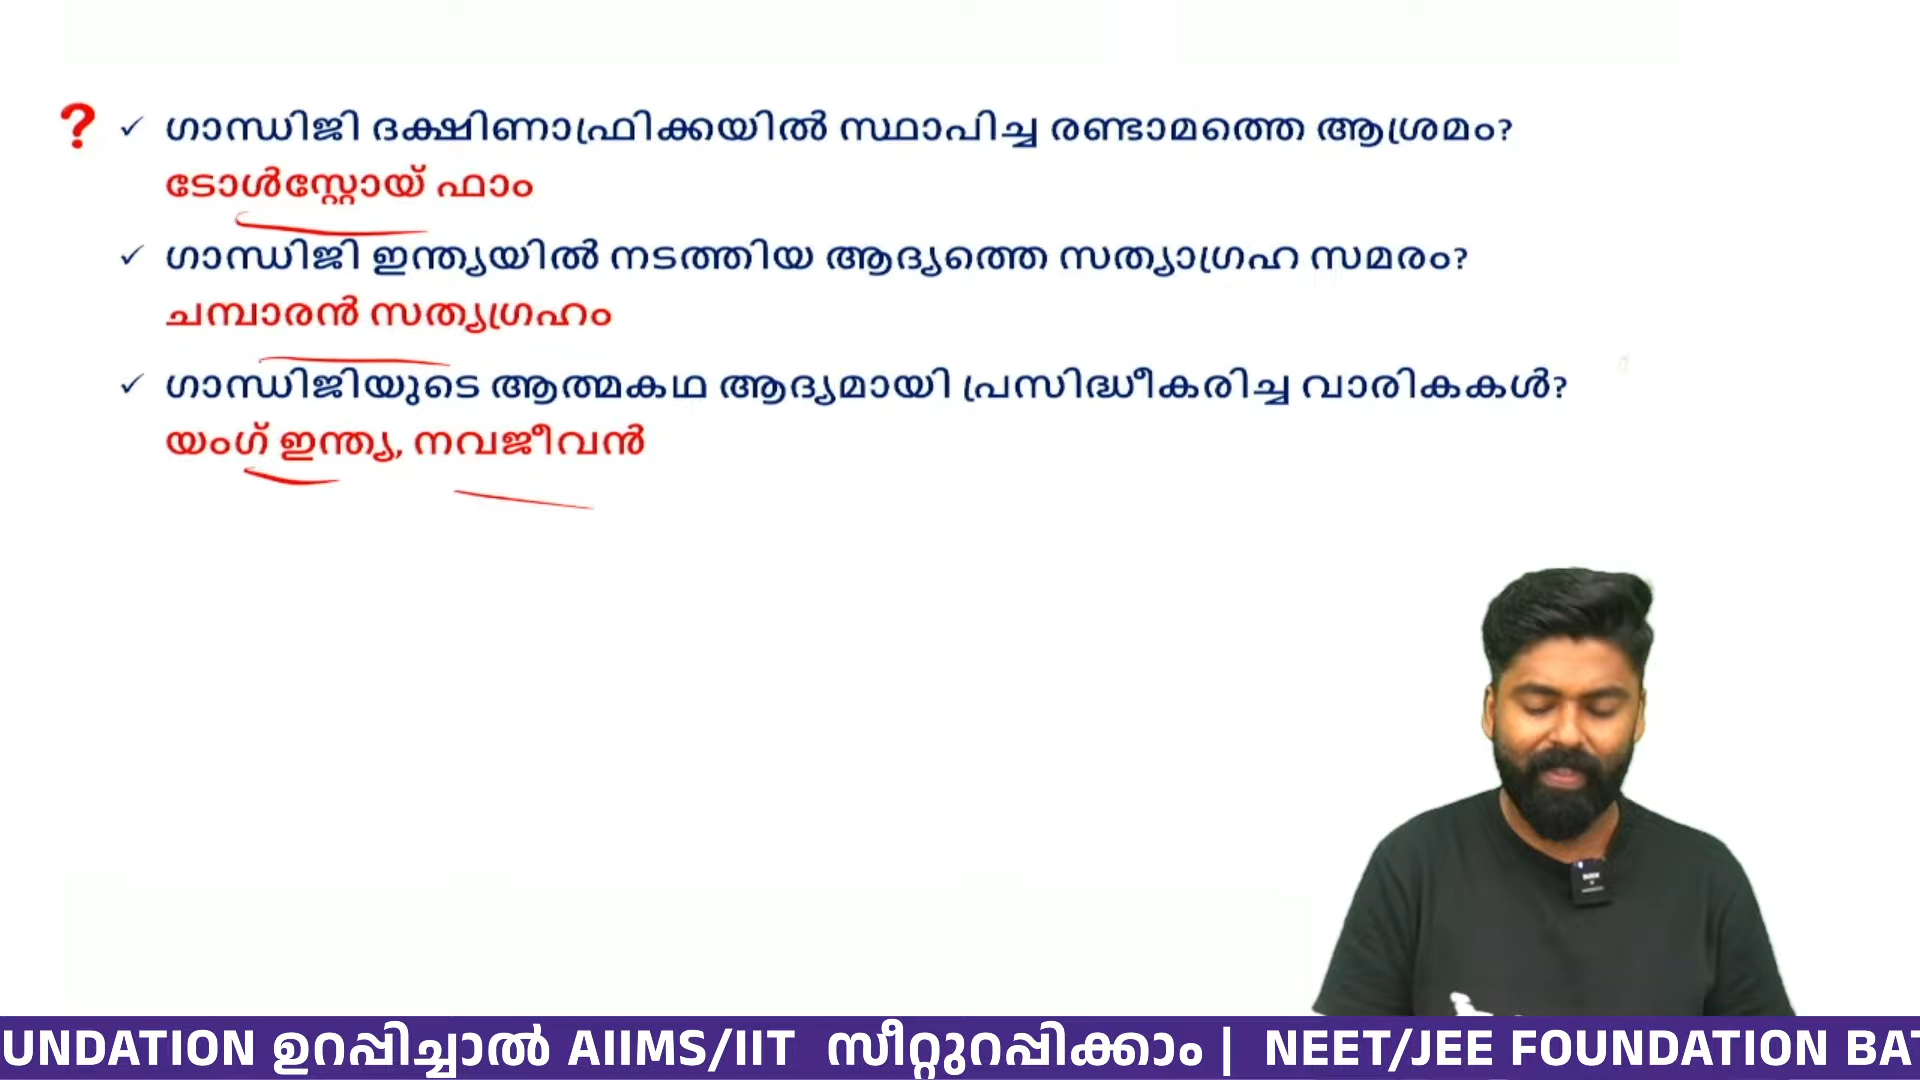 ? ✓ ഗാന്ധിജി ദക്ഷിണാഫ്രിക്കയിൽ സ്ഥാപിച്ച രണ്ടാമത്തെ ആശ്രമം?
ടോൾസ്റ്റോയ് ഫാം
✓ ഗാന്ധിജി ഇന്ത്യയിൽ നടത്തിയ ആദ്യത്തെ സത്യാഗ്രഹ സമരം?
ചമ്പാരൻ സത്യഗ്രഹം
✓ ഗാന്ധിജിയുടെ ആത്മകഥ ആദ്യമായി പ്രസിദ്ധീകരിച്ച വാരികകൾ?
യംഗ് ഇന്ത്യ, നവജീവൻ
UNDATION ഉറപ്പിച്ചാൽ AIIMS/IIT സീറ്റുറപ്പിക്കാം | NEET/JEE FOUNDATION BAT